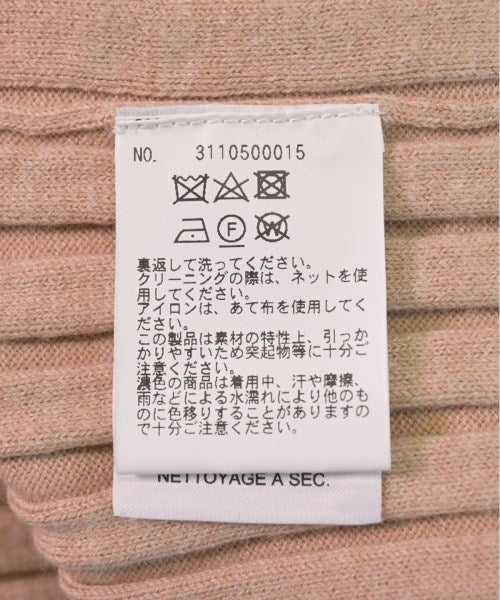 NO. 3110500015
F W
裏返して洗ってください。
クリーニングの際は、ネットを使
用してください。
アイロンは、あて布を使用してく
ださい。
この製品は素材の特性上、引っか
かりやすいため突起物等に十分ご
注意ください。
濃色の商品は着用中、汗や摩擦、
雨などによる水濡れにより他のも
のに色移りすることがありますの
で十分ご注意ください。
NETTOYAGE A SEC.